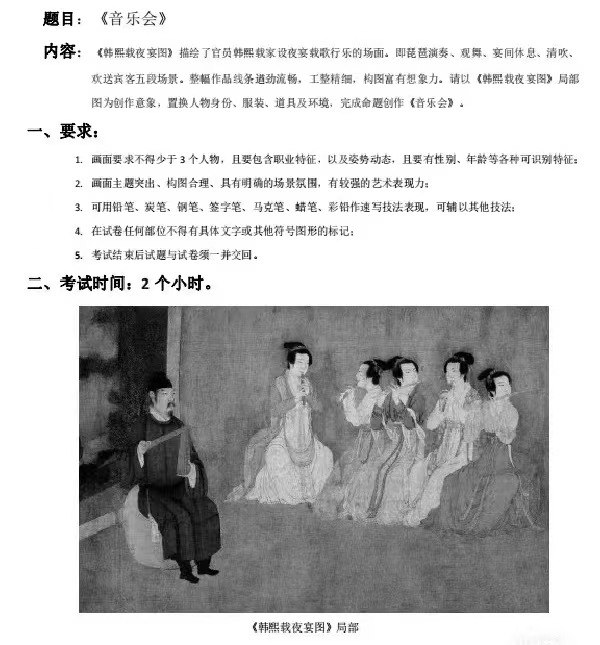 题目：《音乐会》
内容：《韩熙载夜宴图》描绘了官员韩熙载家设夜宴载歌行乐的场面。即琵琶演奏、观舞、宴间休息、清吹、
欢送宾客五段场景。整幅作品线条遒劲流畅，工整精细，构图富有想象力。请以《韩熙载夜宴图》局部
图为创作意象，置换人物身份、服装、道具及环境，完成命题创作《音乐会》。
一、要求：
1. 画面要求不得少于3个人物，且要包含职业特征，以及姿势动态，且要有性别、年龄等各种可识别特征；
2. 画面主题突出、构图合理、具有明确的场景氛围，有较强的艺术表现力；
3. 可用铅笔、炭笔、钢笔、签字笔、马克笔、蜡笔、彩铅作速写技法表现，可辅以其他技法；
4. 在试卷任何部位不得有具体文字或其他符号图形的标记；
5. 考试结束后试题与试卷须一并交回。
二、考试时间：2个小时。
《韩熙载夜宴图》局部